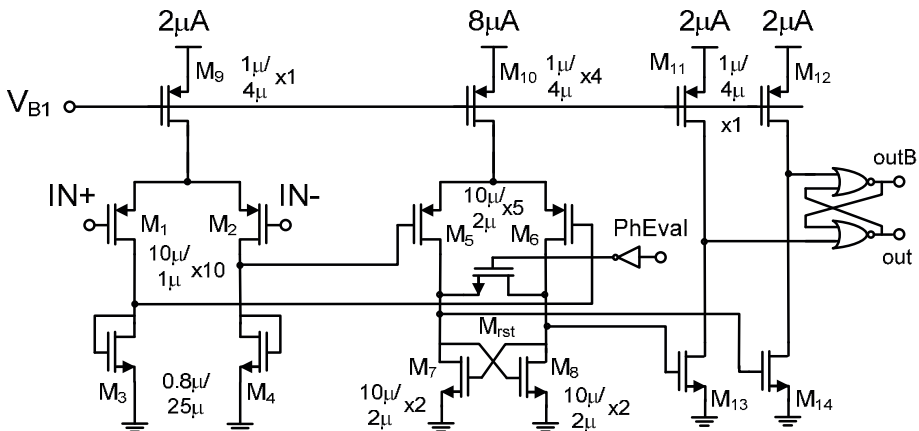 2µA 8µA 2µA 2µA
M9 1µ/4µ x1 M10 1µ/4µ x4 M11 1µ/4µ x1 M12
VB1
outB
IN+ IN- 10µ/2µ x5 PhEval
M1 M2 M5 M6 out
10µ/1µ x10
Mrst
M3 0.8µ/25µ M4 M7 M8
10µ/2µ x2 10µ/2µ x2 M13 M14